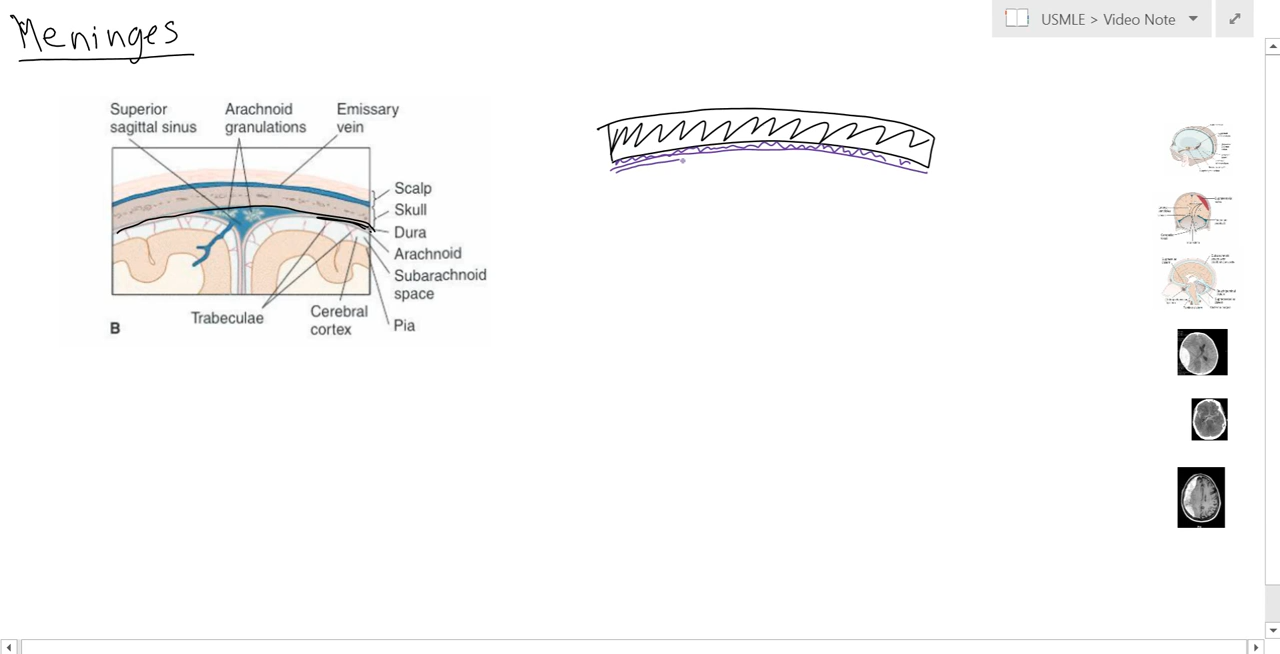 Meninges
USMLE > Video Note
Superior
sagittal sinus
Arachnoid
granulations
Emissary
vein
Scalp
Skull
Dura
Arachnoid
Subarachnoid
space
Trabeculae
Cerebral
cortex
Pia
B